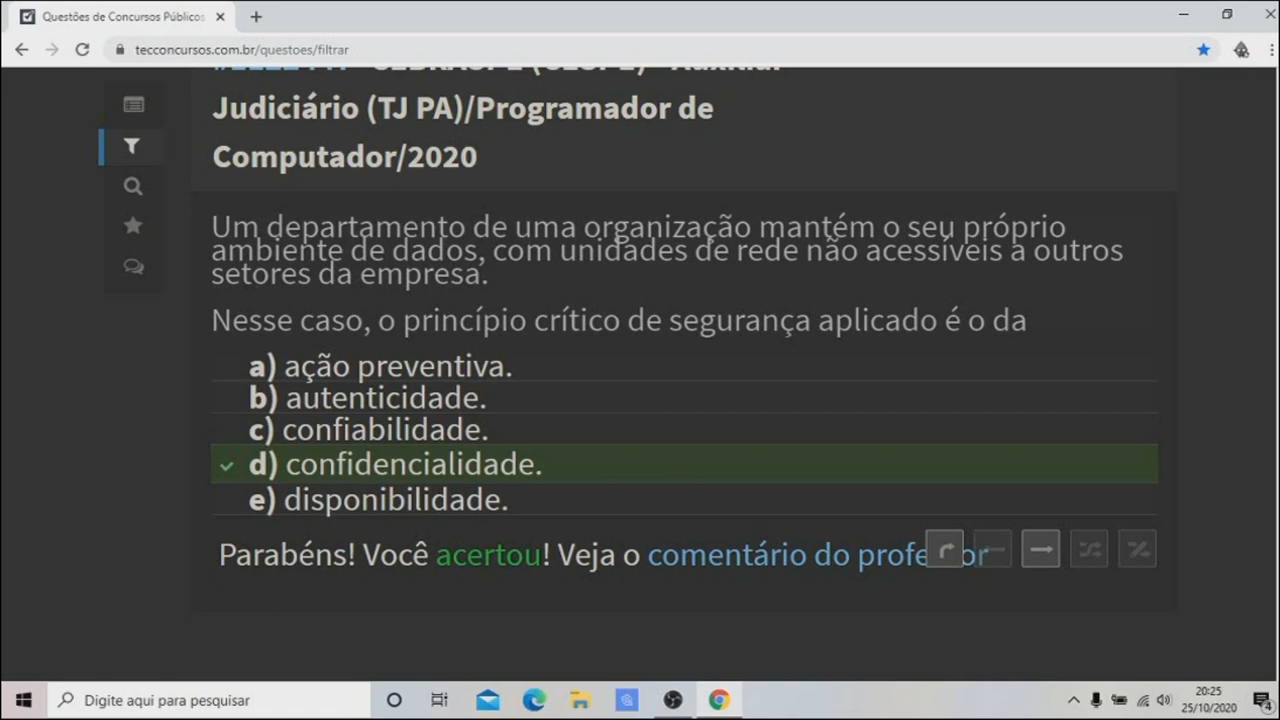 Questões de Concursos Públicos
tecconcursos.com.br/questoes/filtrar
Judiciário (TJ PA)/Programador de
Computador/2020
Um departamento de uma organização mantém o seu próprio
ambiente de dados, com unidades de rede não acessíveis a outros
setores da empresa.
Nesse caso, o princípio crítico de segurança aplicado é o da
a) ação preventiva.
b) autenticidade.
c) confiabilidade.
d) confidencialidade.
e) disponibilidade.
Parabéns! Você acertou! Veja o comentário do professor
Digite aqui para pesquisar
20:25
25/10/2020
4